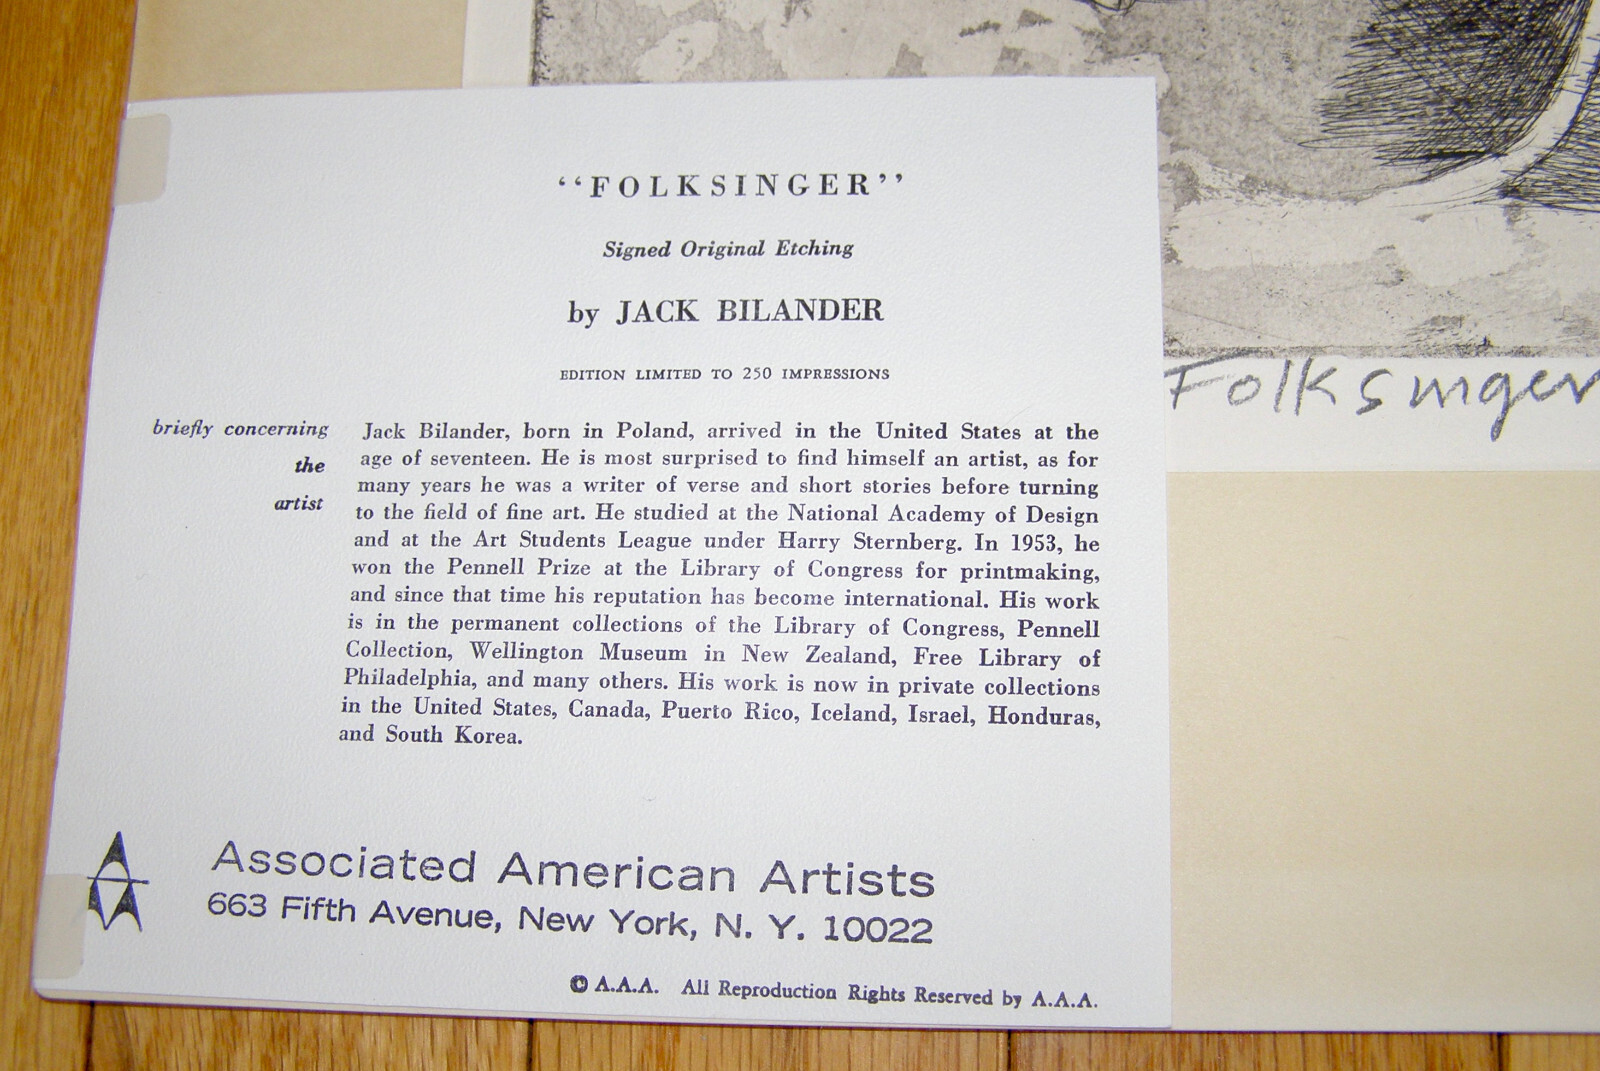 “FOLKSINGER”
Signed Original Etching
by JACK BILANDER
EDITION LIMITED TO 250 IMPRESSIONS
briefly concerning
the
artist
Jack Bilander, born in Poland, arrived in the United States at the
age of seventeen. He is most surprised to find himself an artist, as for
many years he was a writer of verse and short stories before turning
to the field of fine art. He studied at the National Academy of Design
and at the Art Students League under Harry Sternberg. In 1953, he
won the Pennell Prize at the Library of Congress for printmaking,
and since that time his reputation has become international. His work
is in the permanent collections of the Library of Congress, Pennell
Collection, Wellington Museum in New Zealand, Free Library of
Philadelphia, and many others. His work is now in private collections
in the United States, Canada, Puerto Rico, Iceland, Israel, Honduras,
and South Korea.
Associated American Artists
663 Fifth Avenue, New York, N. Y. 10022
© A.A.A. All Reproduction Rights Reserved by A.A.A.
Folksinger